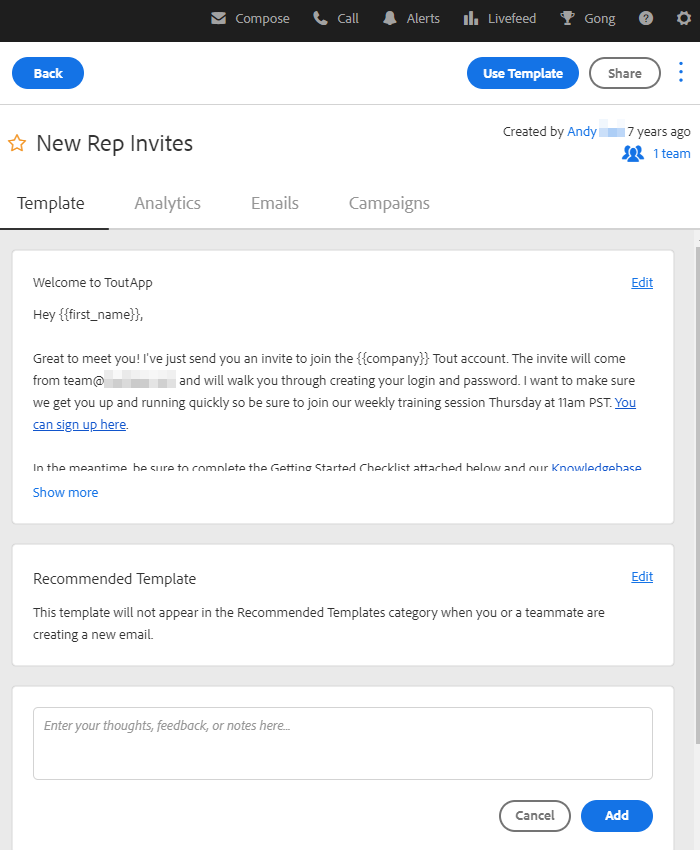 Compose Call Alerts Livefeed Gong ?
Back Use Template Share
New Rep Invites
Created by Andy 7 years ago
1 team
Template Analytics Emails Campaigns
Welcome to ToutApp Edit
Hey {{first_name}},
Great to meet you! I've just send you an invite to join the {{company}} Tout account. The invite will come
from team@ and will walk you through creating your login and password. I want to make sure
we get you up and running quickly so be sure to join our weekly training session Thursday at 11am PST. You
can sign up here.
In the meantime, be sure to complete the Getting Started Checklist attached below and our Knowledgebase
Show more
Recommended Template Edit
This template will not appear in the Recommended Templates category when you or a teammate are
creating a new email.
Enter your thoughts, feedback, or notes here...
Cancel Add